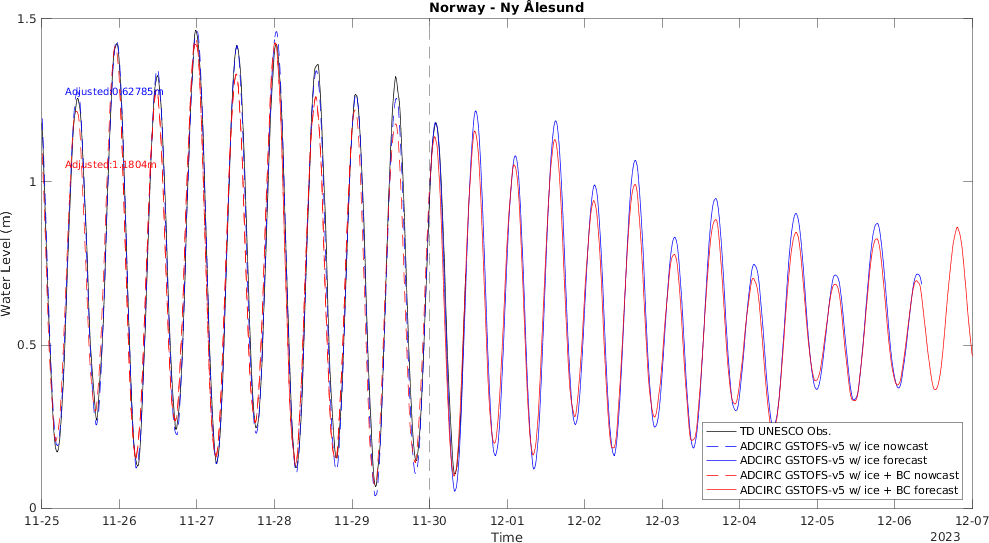 Norway - Ny Ålesund
1.5
1
0.5
0
Water Level (m)
Adjusted:0.62785m
Adjusted:1.1804m
TD UNESCO Obs.
ADCIRC GSTOFS-v5 w/ ice nowcast
ADCIRC GSTOFS-v5 w/ ice forecast
ADCIRC GSTOFS-v5 w/ ice + BC nowcast
ADCIRC GSTOFS-v5 w/ ice + BC forecast
11-25 11-26 11-27 11-28 11-29 11-30 12-01 12-02 12-03 12-04 12-05 12-06 12-07
Time
2023